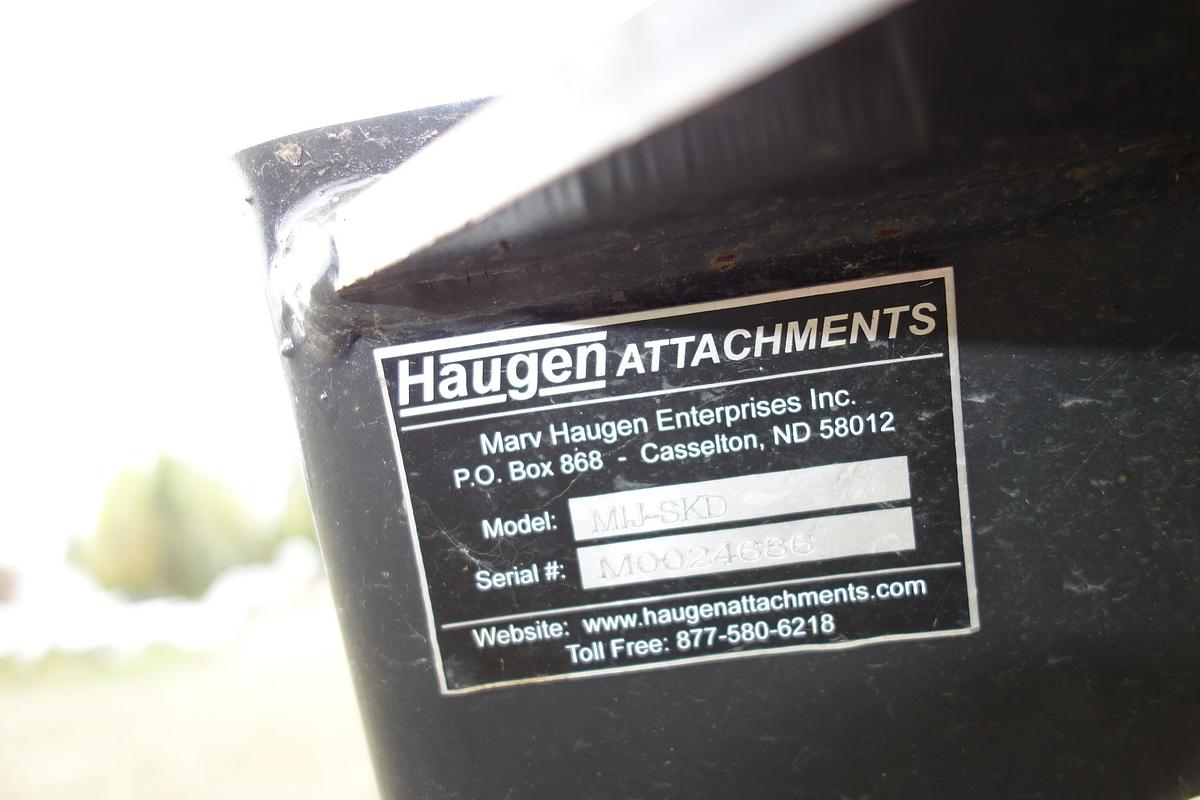 Haugen ATTACHMENTS
Marv Haugen Enterprises Inc.
P.O. Box 868 - Casselton, ND 58012
Model: MIJ-SKD
Serial #: M0024686
Website: www.haugenattachments.com
Toll Free: 877-580-6218